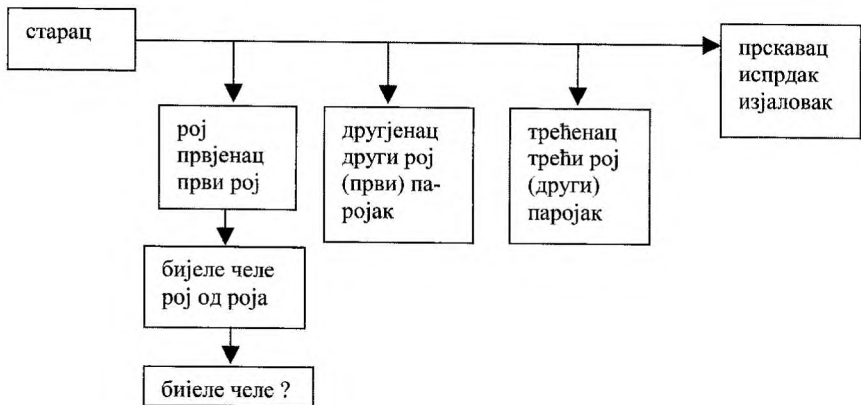 старац
прскавац
испрдак
изјаловак
рој
првјенац
први рој
другјенац
други рој
(први) па-
ројак
трећенац
трећи рој
(други)
паројак
бијеле челе
рој од роја
бијеле челе ?